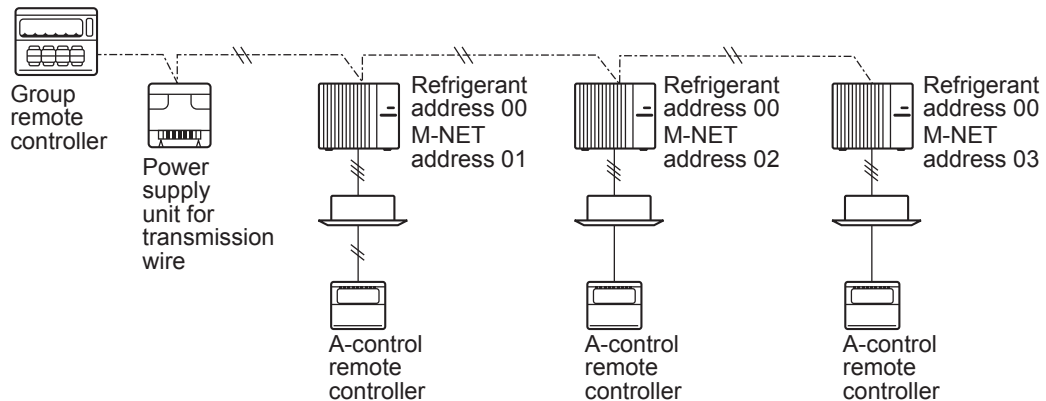 Group
remote
controller
Power
supply
unit for
transmission
wire
Refrigerant
address 00
M-NET
address 01
Refrigerant
address 00
M-NET
address 02
Refrigerant
address 00
M-NET
address 03
A-control
remote
controller
A-control
remote
controller
A-control
remote
controller